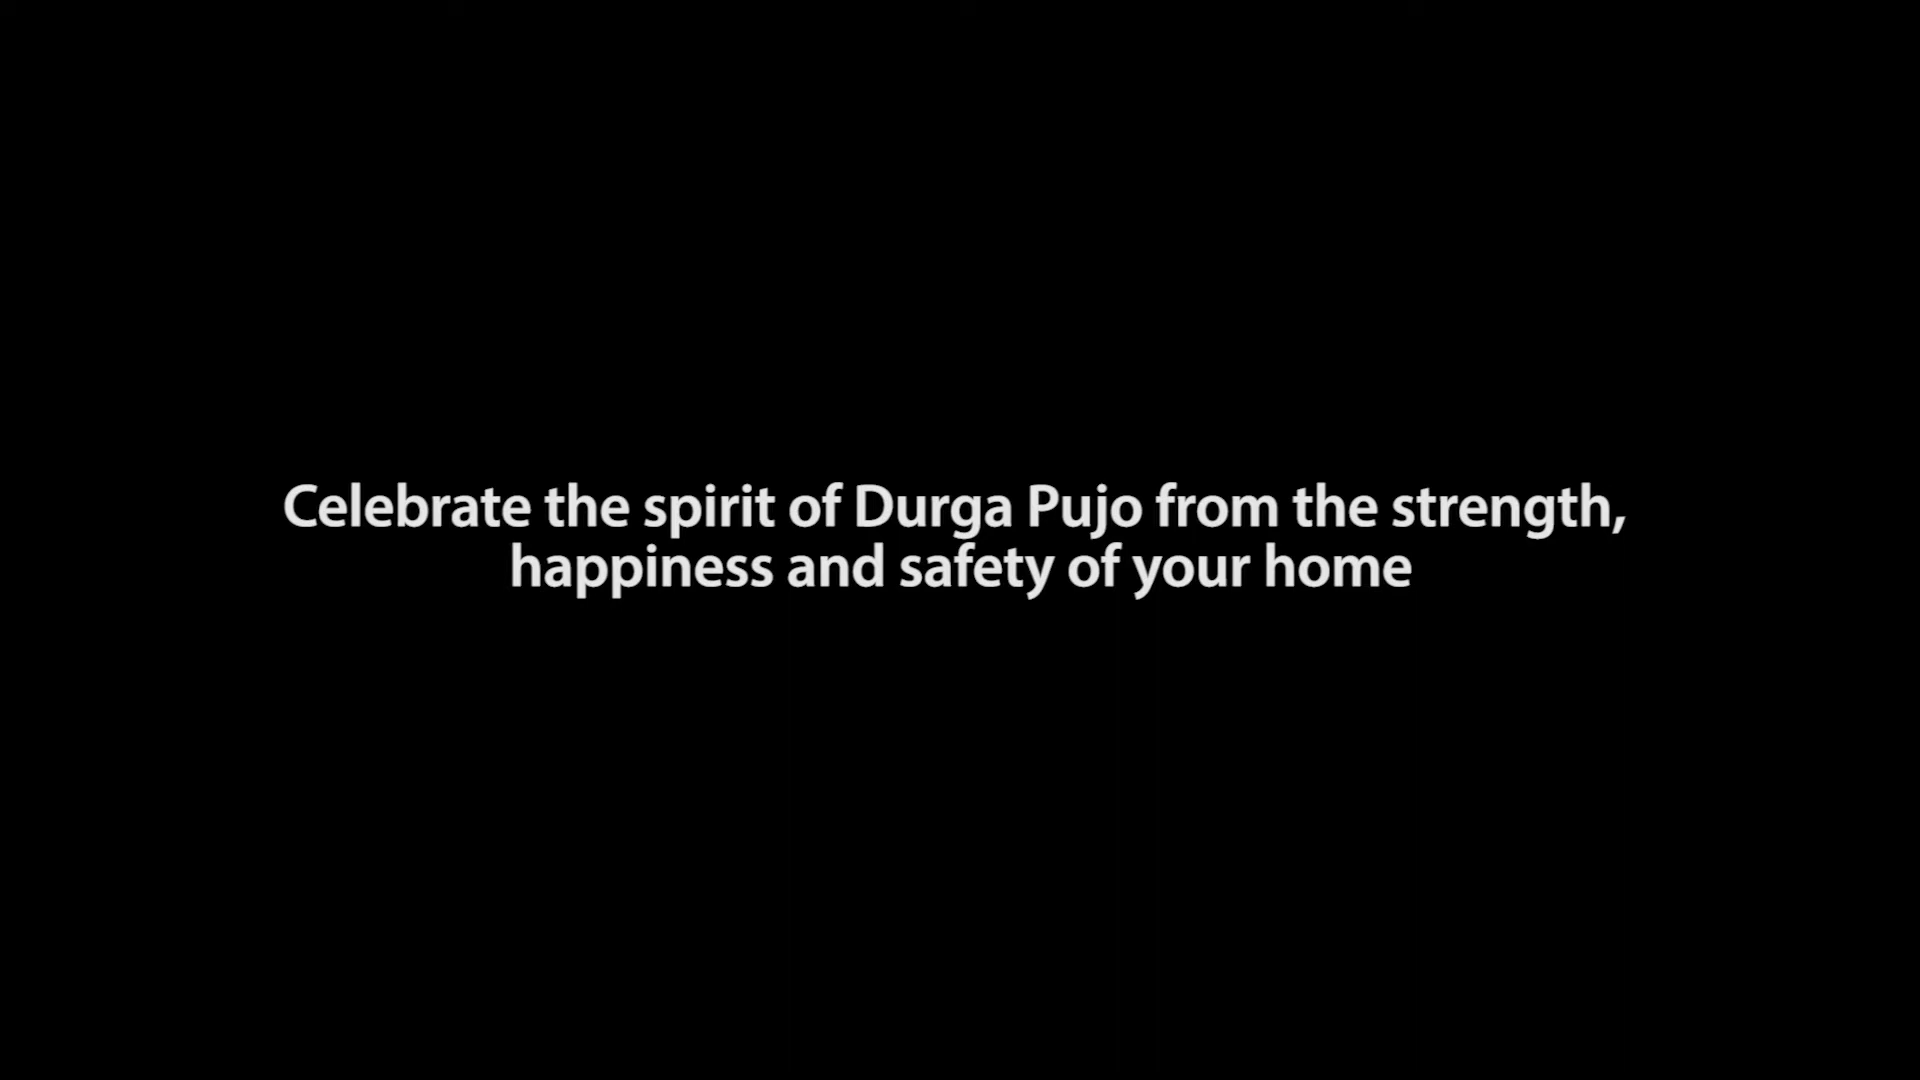 Celebrate the spirit of Durga Pujo from the strength,
happiness and safety of your home